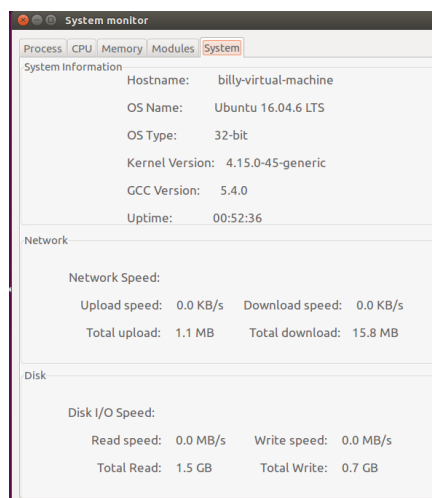 System monitor
Process CPU Memory Modules System
System Information
Hostname: billy-virtual-machine
OS Name: Ubuntu 16.04.6 LTS
OS Type: 32-bit
Kernel Version: 4.15.0-45-generic
GCC Version: 5.4.0
Uptime: 00:52:36
Network
Network Speed:
Upload speed: 0.0 KB/s Download speed: 0.0 KB/s
Total upload: 1.1 MB Total download: 15.8 MB
Disk
Disk I/O Speed:
Read speed: 0.0 MB/s Write speed: 0.0 MB/s
Total Read: 1.5 GB Total Write: 0.7 GB